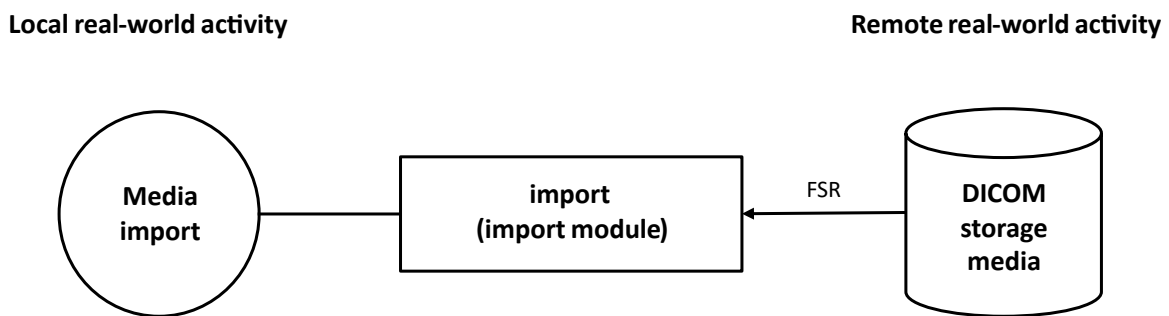 Local real-world activity
Remote real-world activity
Media
import
import
(import module)
FSR
DICOM
storage
media